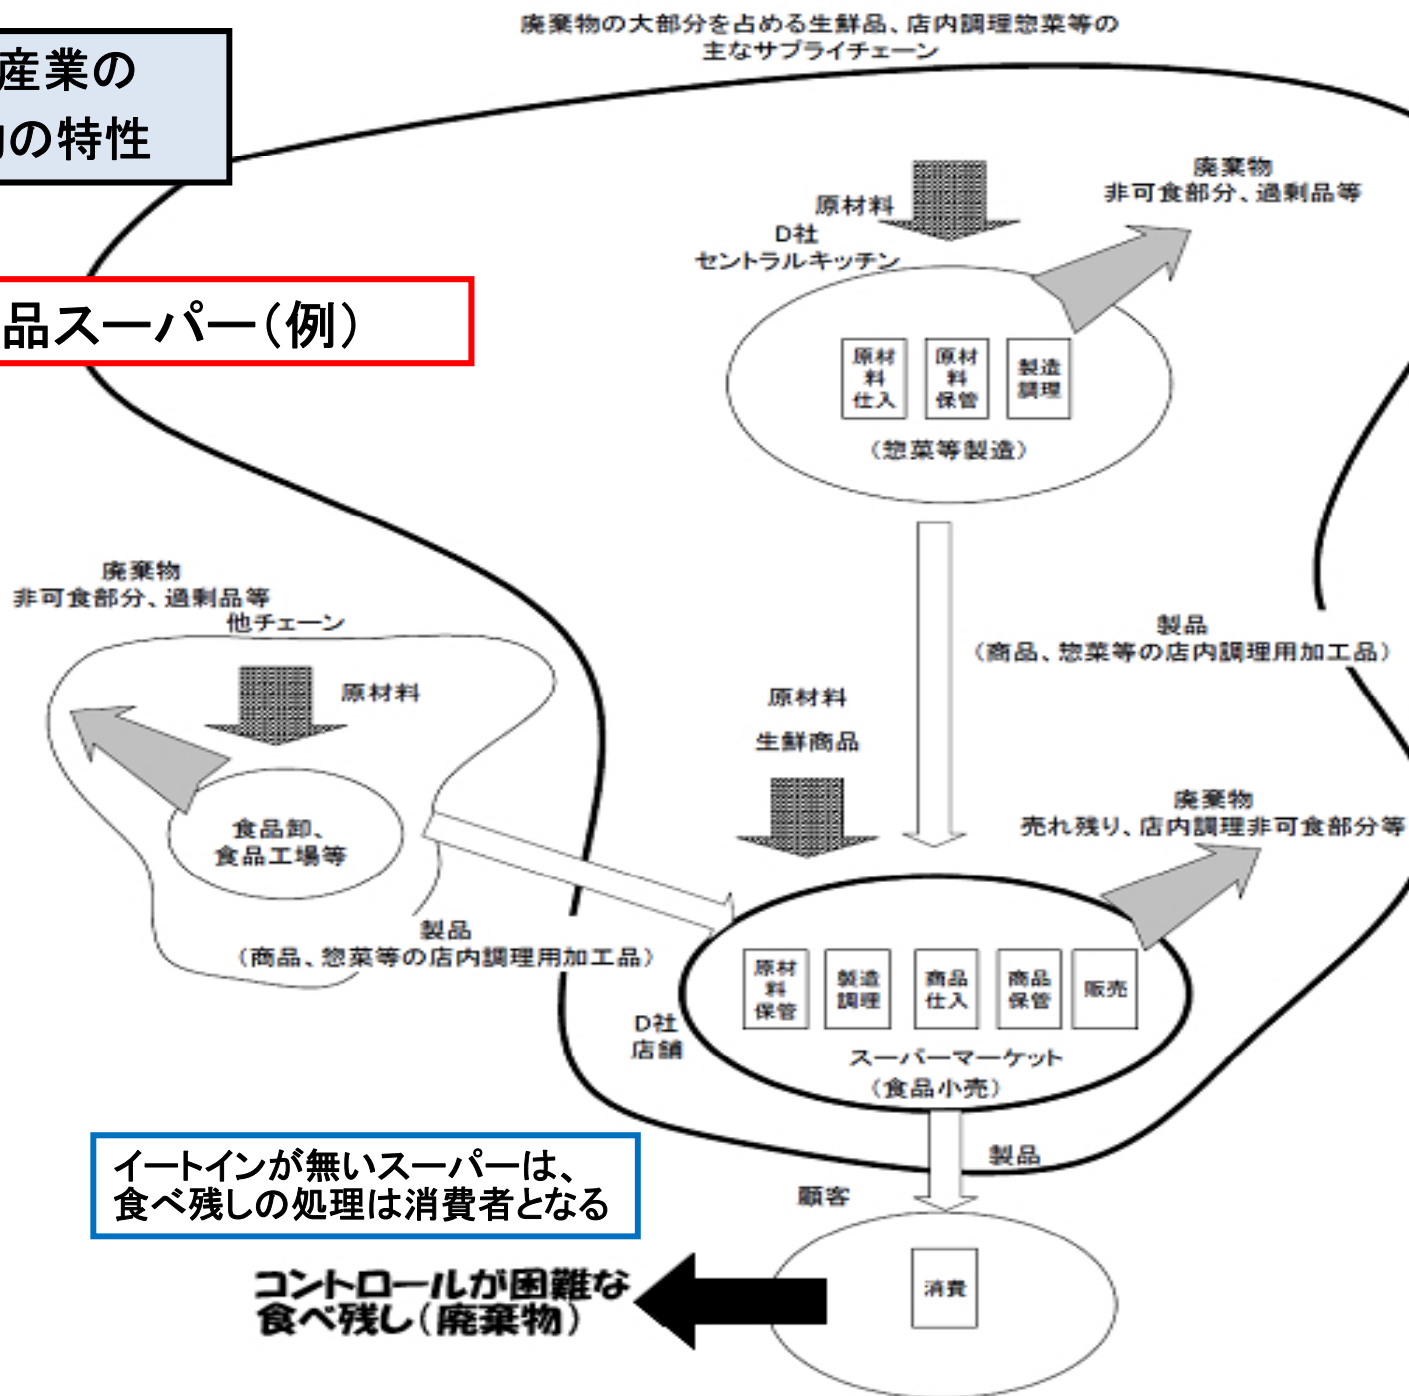 廃棄物の大部分を占める生鮮品、店内調理惣菜等の
主なサプライチェーン
産業の
の特性
品スーパー（例）
廃棄物
非可食部分、過剰品等
原材料
D社
セントラルキッチン
原材
料
仕入
原材
料
保管
製造
調理
（惣菜等製造）
廃棄物
非可食部分、過剰品等
他チェーン
原材料
食品卸、
食品工場等
製品
（商品、惣菜等の店内調理用加工品）
製品
（商品、惣菜等の店内調理用加工品）
原材料
生鮮商品
廃棄物
売れ残り、店内調理非可食部分等
原材
料
保管
製造
調理
商品
仕入
商品
保管
販売
D社
店舗
スーパーマーケット
（食品小売）
製品
イートインが無いスーパーは、
食べ残しの処理は消費者となる
顧客
消費
コントロールが困難な
食べ残し（廃棄物）